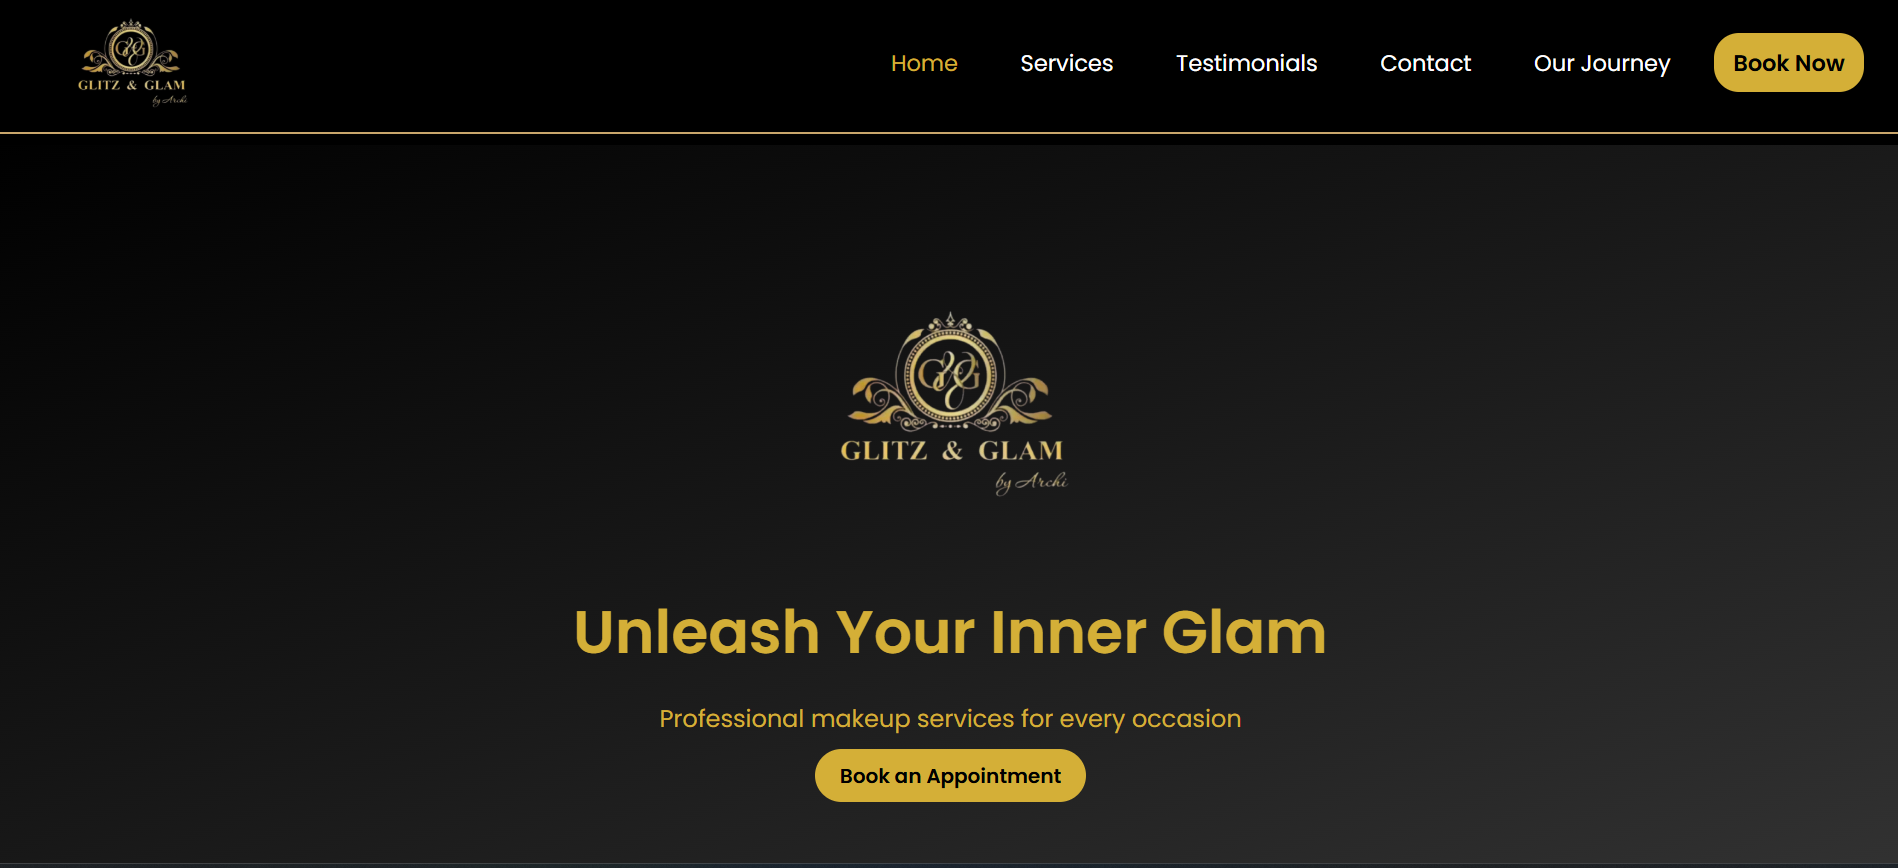 GLITZ & GLAM
by Archi
Home Services Testimonials Contact Our Journey Book Now
GG
GLITZ & GLAM
by Archi
Unleash Your Inner Glam
Professional makeup services for every occasion
Book an Appointment